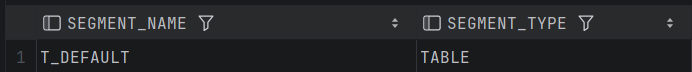 SEGMENT_NAME SEGMENT_TYPE
1 T_DEFAULT TABLE